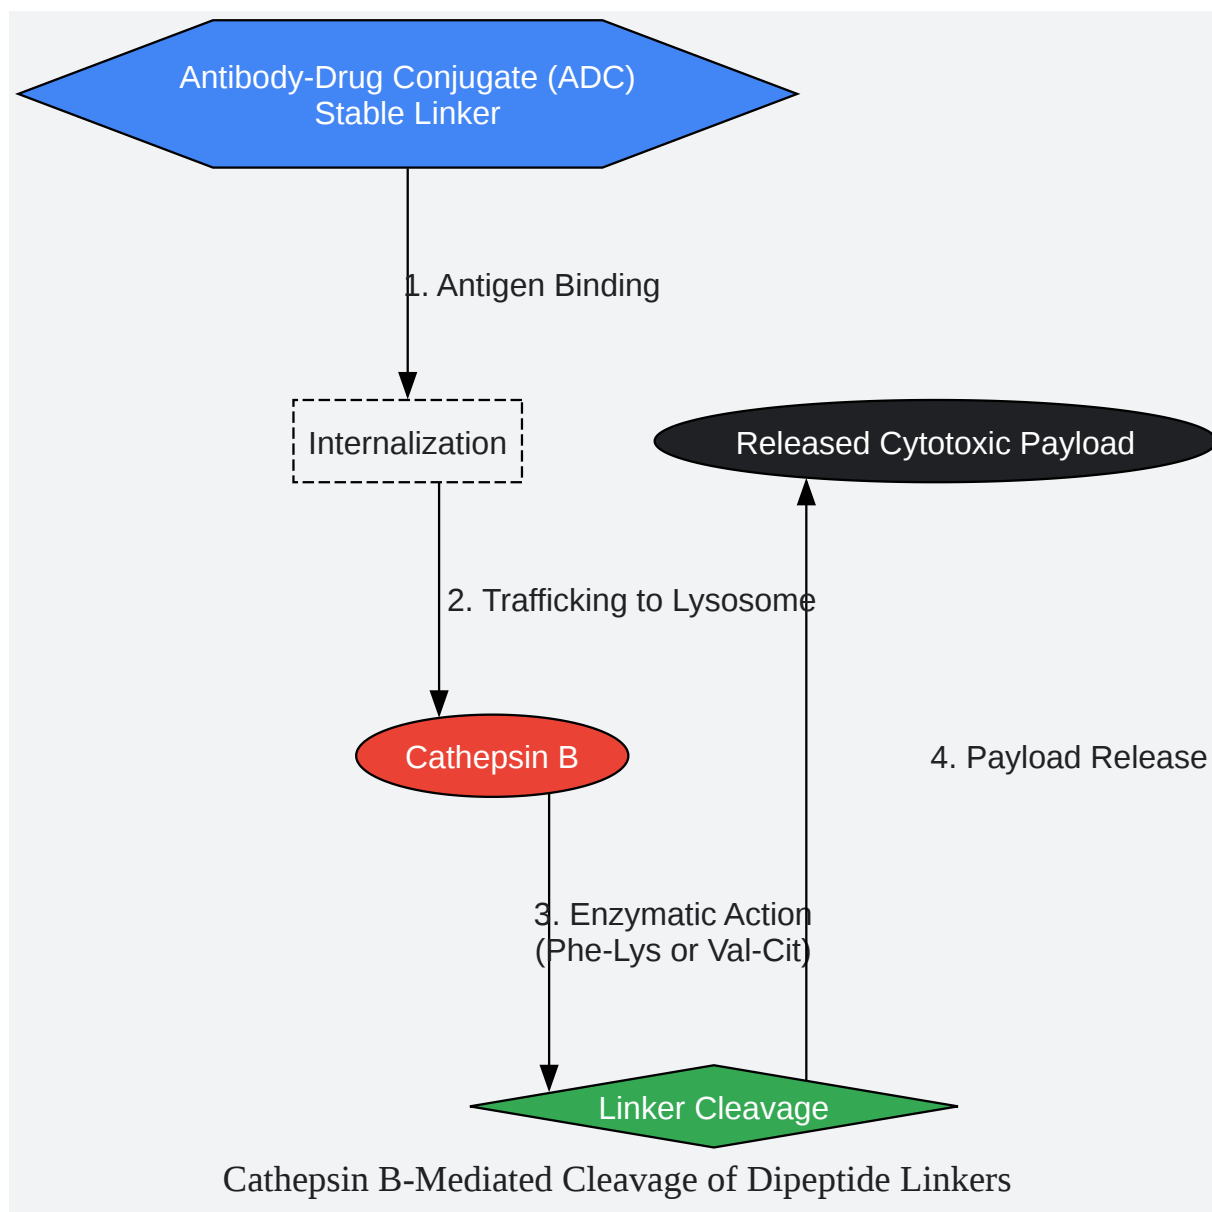 Antibody-Drug Conjugate (ADC)
Stable Linker
1. Antigen Binding
Internalization
Released Cytotoxic Payload
2. Trafficking to Lysosome
Cathepsin B
4. Payload Release
3. Enzymatic Action
(Phe-Lys or Val-Cit)
Linker Cleavage
Cathepsin B-Mediated Cleavage of Dipeptide Linkers